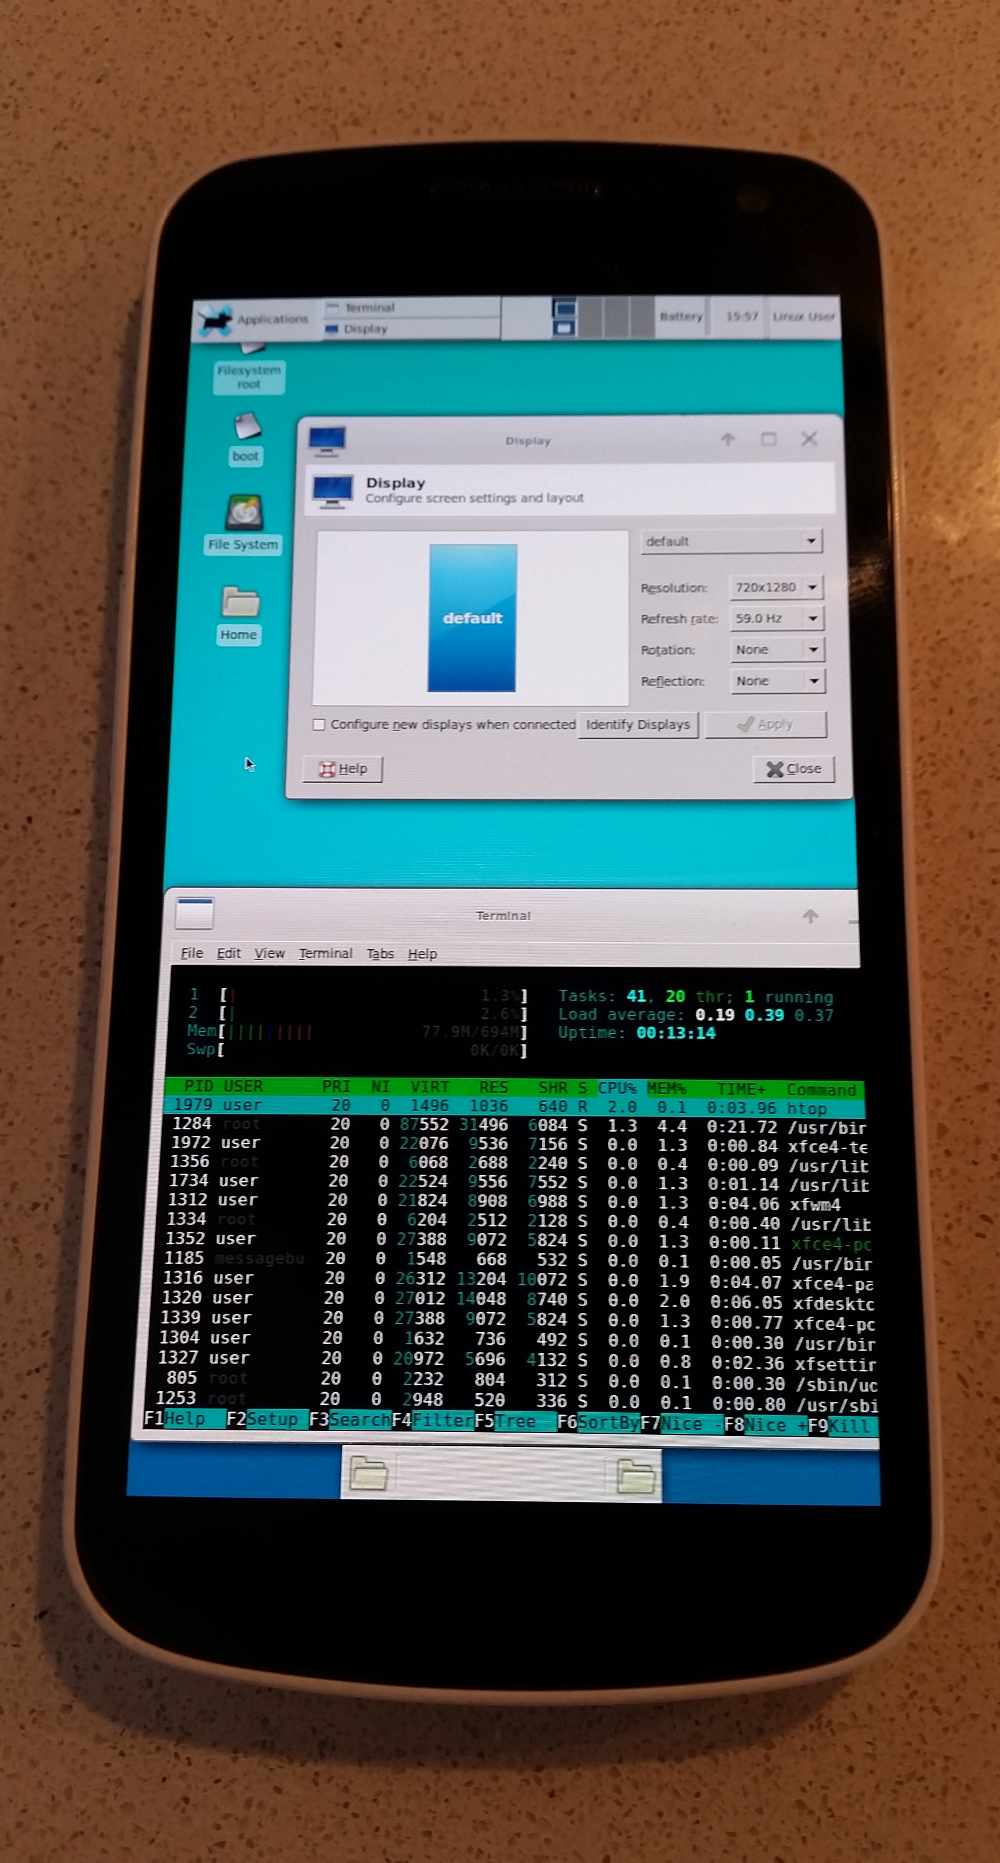 Applications
Terminal
Display
Battery
15:57
Linux User
Filesystem
root
boot
File System
Home
Display
Display
Configure screen settings and layout
default
default
Resolution: 720x1280
Refresh rate: 59.0 Hz
Rotation: None
Reflection: None
Configure new displays when connected
Identify Displays
Apply
Help
Close
Terminal
File Edit View Terminal Tabs Help
1 [| 1.3%] Tasks: 41, 20 thr; 1 running
2 [| 2.6%] Load average: 0.19 0.39 0.37
Mem[||||||||| 77.9M/694M] Uptime: 00:13:14
Swp[ 0K/0K]
PID USER PRI NI VIRT RES SHR S CPU% MEM% TIME+ Command
1979 user 20 0 1496 1036 640 R 2.0 0.1 0:03.96 htop
1284 root 20 0 87552 31496 6084 S 1.3 4.4 0:21.72 /usr/bin
1972 user 20 0 22076 9536 7156 S 0.0 1.3 0:00.84 xfce4-te
1356 root 20 0 6068 2688 2240 S 0.0 0.4 0:00.09 /usr/lib
1734 user 20 0 22524 9556 7552 S 0.0 1.3 0:01.14 /usr/lib
1312 user 20 0 21824 8908 6988 S 0.0 1.3 0:04.06 xfwm4
1334 root 20 0 6204 2512 2128 S 0.0 0.4 0:00.40 /usr/lib
1352 user 20 0 27388 9072 5824 S 0.0 1.3 0:00.11 xfce4-po
1185 messagebu 20 0 1548 668 532 S 0.0 0.1 0:00.05 /usr/bin
1316 user 20 0 26312 13204 10072 S 0.0 1.9 0:04.07 xfce4-pa
1320 user 20 0 27012 14048 8740 S 0.0 2.0 0:06.05 xfdeskto
1339 user 20 0 27388 9072 5824 S 0.0 1.3 0:00.77 xfce4-po
1304 user 20 0 1632 736 492 S 0.0 0.1 0:00.30 /usr/bin
1327 user 20 0 20972 5696 4132 S 0.0 0.8 0:02.36 xfsettin
805 root 20 0 2232 804 312 S 0.0 0.1 0:00.30 /sbin/ud
1253 root 20 0 2948 520 336 S 0.0 0.1 0:00.80 /usr/sbi
F1Help F2Setup F3SearchF4FilterF5Tree F6SortByF7Nice -F8Nice +F9Kill